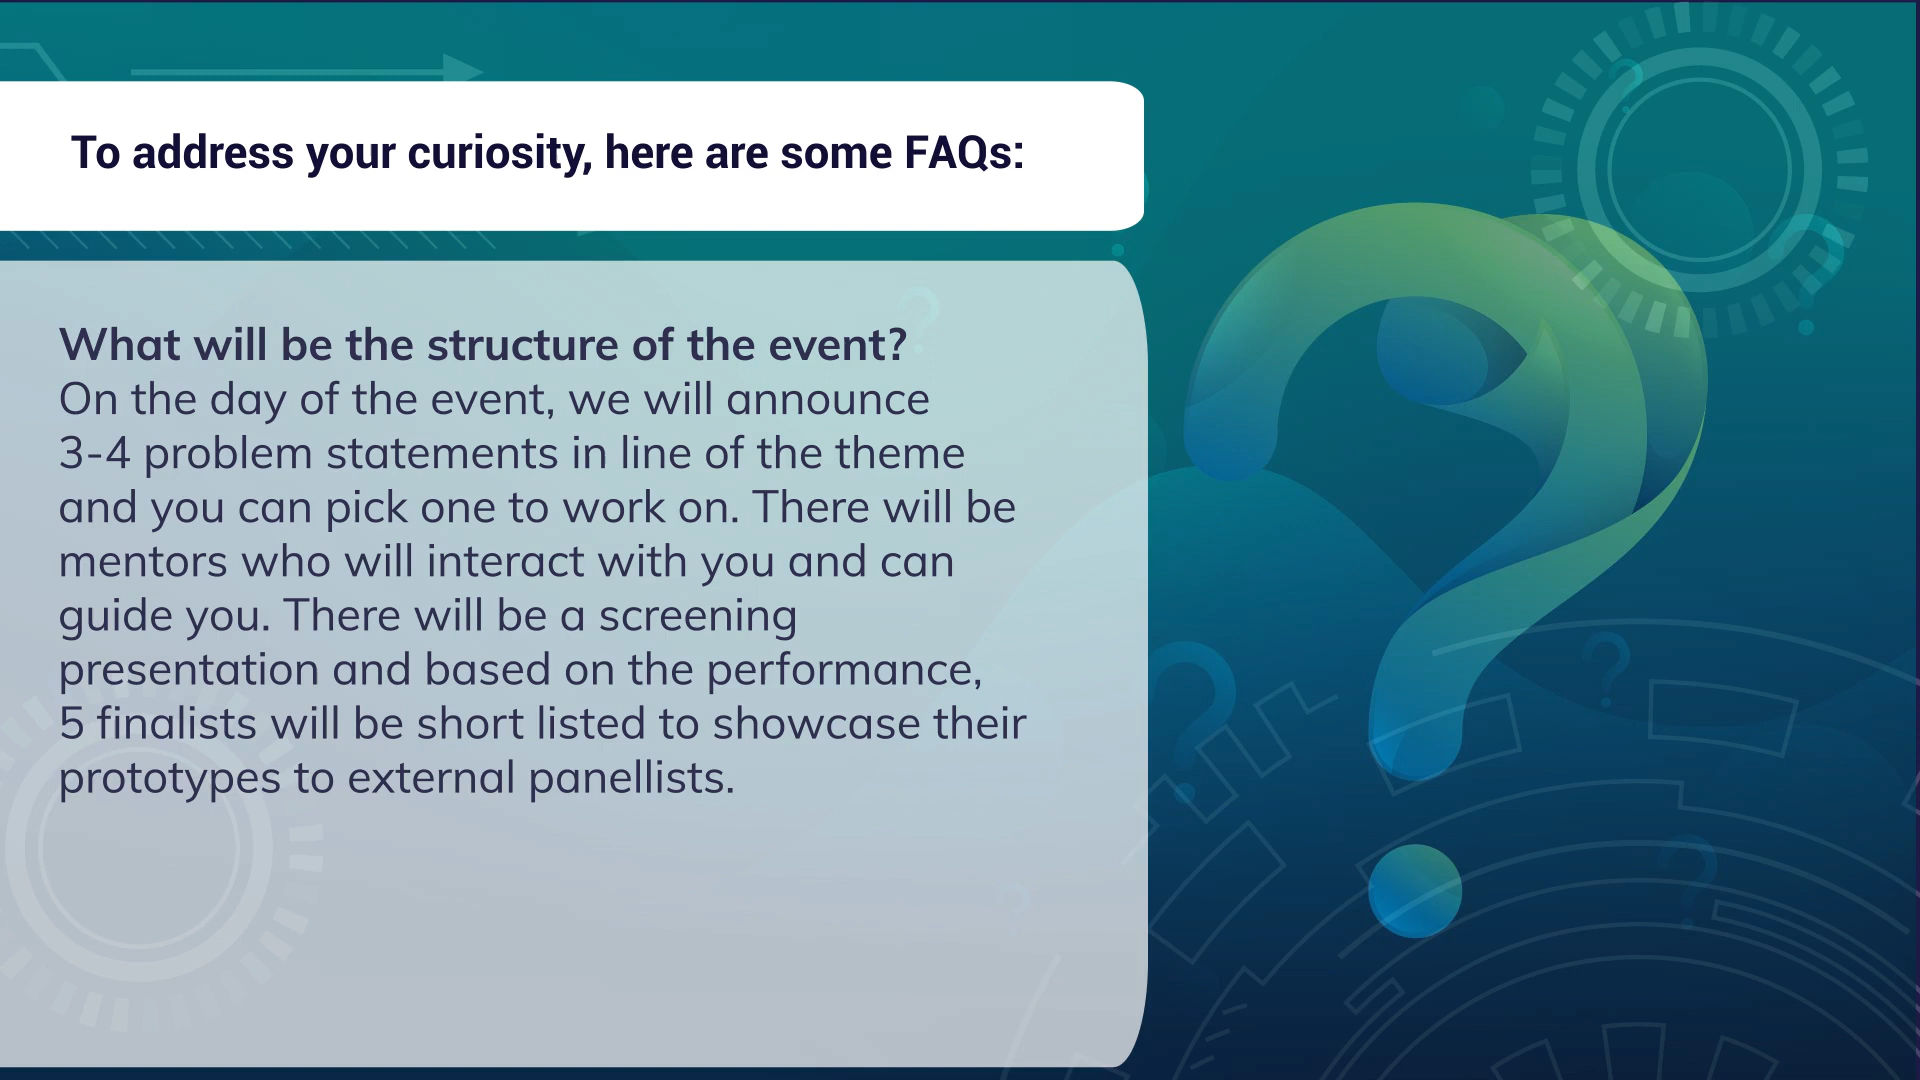 To address your curiosity, here are some FAQs:
What will be the structure of the event?
On the day of the event, we will announce
3-4 problem statements in line of the theme
and you can pick one to work on. There will be
mentors who will interact with you and can
guide you. There will be a screening
presentation and based on the performance,
5 finalists will be short listed to showcase their
prototypes to external panellists.